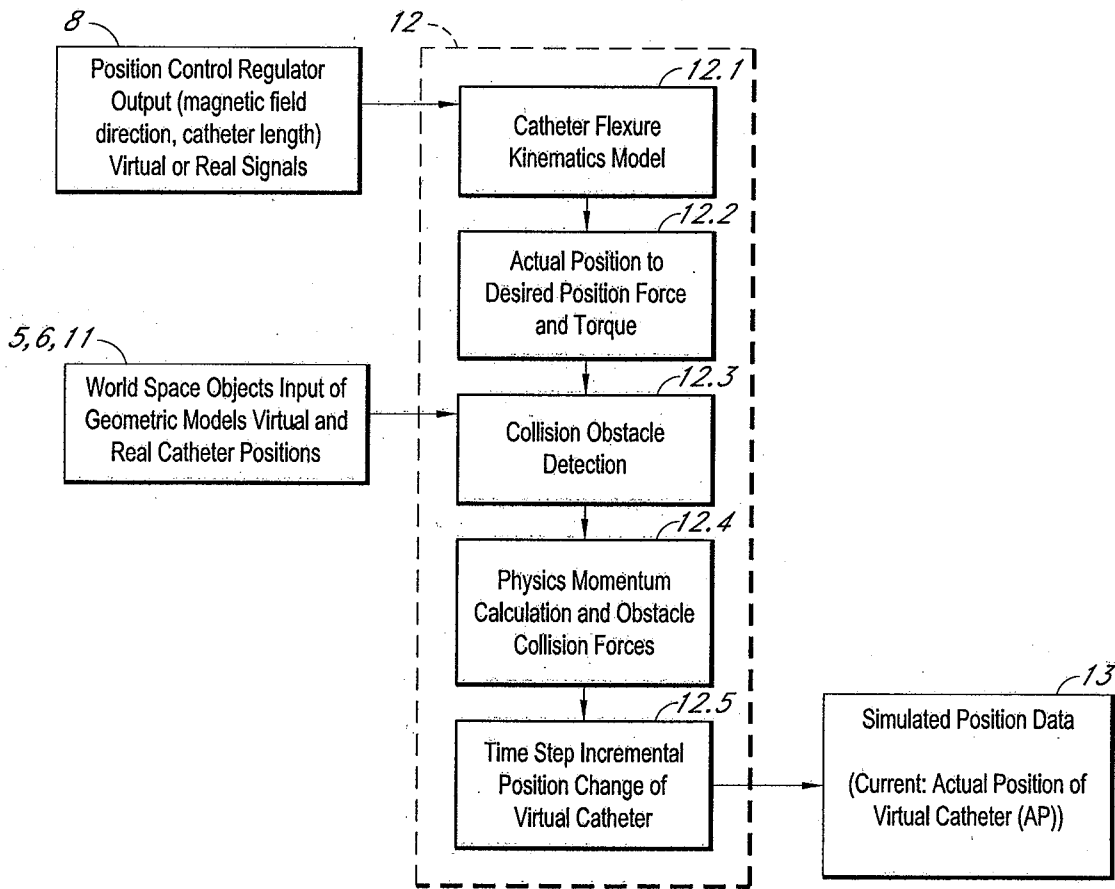 8
Position Control Regulator
Output (magnetic field
direction, catheter length)
Virtual or Real Signals
12
12.1
Catheter Flexure
Kinematics Model
12.2
Actual Position to
Desired Position Force
and Torque
5, 6, 11
World Space Objects Input of
Geometric Models Virtual and
Real Catheter Positions
12.3
Collision Obstacle
Detection
12.4
Physics Momentum
Calculation and Obstacle
Collision Forces
12.5
Time Step Incremental
Position Change of
Virtual Catheter
13
Simulated Position Data
(Current: Actual Position of
Virtual Catheter (AP))